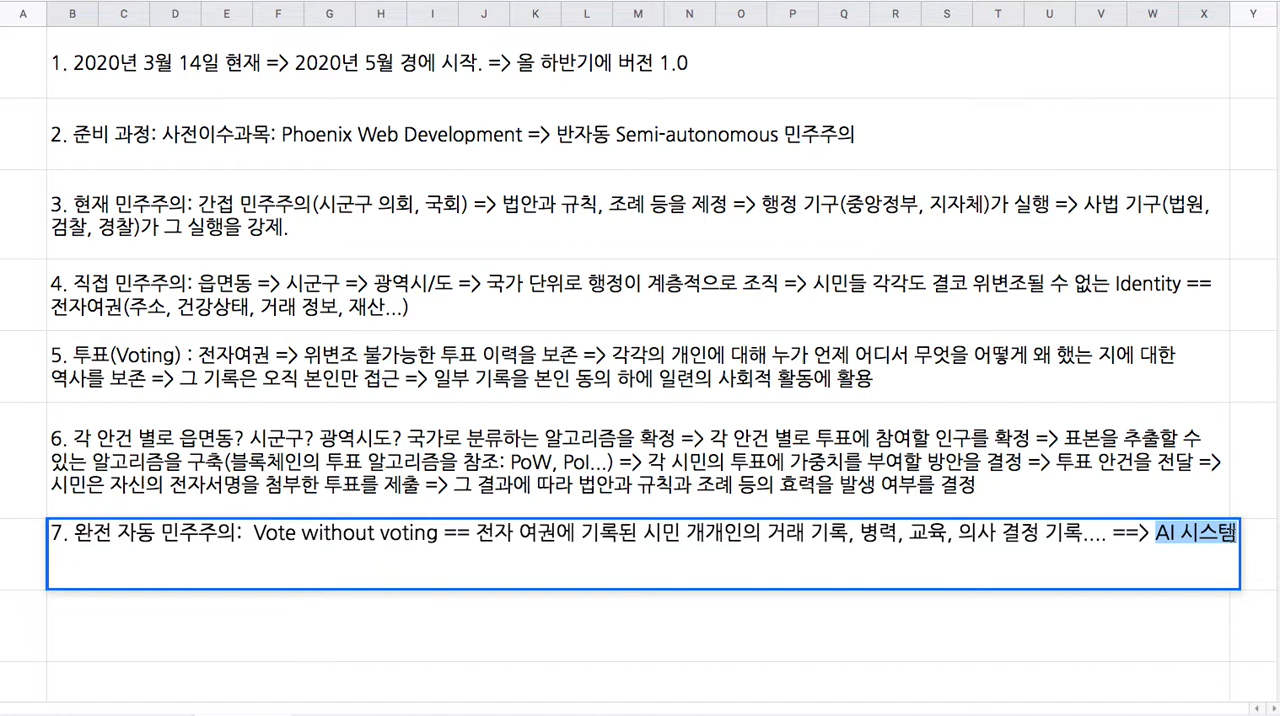 A B C D E F G H I J K L M N O P Q R S T U V W X Y
1. 2020년 3월 14일 현재 => 2020년 5월 경에 시작. => 올 하반기에 버전 1.0
2. 준비 과정: 사전이수과목: Phoenix Web Development => 반자동 Semi-autonomous 민주주의
3. 현재 민주주의: 간접 민주주의(시군구 의회, 국회) => 법안과 규칙, 조례 등을 제정 => 행정 기구(중앙정부, 지자체)가 실행 => 사법 기구(법원,
검찰, 경찰)가 그 실행을 강제.
4. 직접 민주주의: 읍면동 => 시군구 => 광역시/도 => 국가 단위로 행정이 계층적으로 조직 => 시민들 각각도 결코 위변조될 수 없는 Identity ==
전자여권(주소, 건강상태, 거래 정보, 재산...)
5. 투표(Voting) : 전자여권 => 위변조 불가능한 투표 이력을 보존 => 각각의 개인에 대해 누가 언제 어디서 무엇을 어떻게 왜 했는 지에 대한
역사를 보존 => 그 기록은 오직 본인만 접근 => 일부 기록을 본인 동의 하에 일련의 사회적 활동에 활용
6. 각 안건 별로 읍면동? 시군구? 광역시도? 국가로 분류하는 알고리즘을 확정 => 각 안건 별로 투표에 참여할 인구를 확정 => 표본을 추출할 수
있는 알고리즘을 구축(블록체인의 투표 알고리즘을 참조: PoW, PoI...) => 각 시민의 투표에 가중치를 부여할 방안을 결정 => 투표 안건을 전달 =>
시민은 자신의 전자서명을 첨부한 투표를 제출 => 그 결과에 따라 법안과 규칙과 조례 등의 효력을 발생 여부를 결정
7. 완전 자동 민주주의:  Vote without voting == 전자 여권에 기록된 시민 개개인의 거래 기록, 병력, 교육, 의사 결정 기록.... ==> AI 시스템